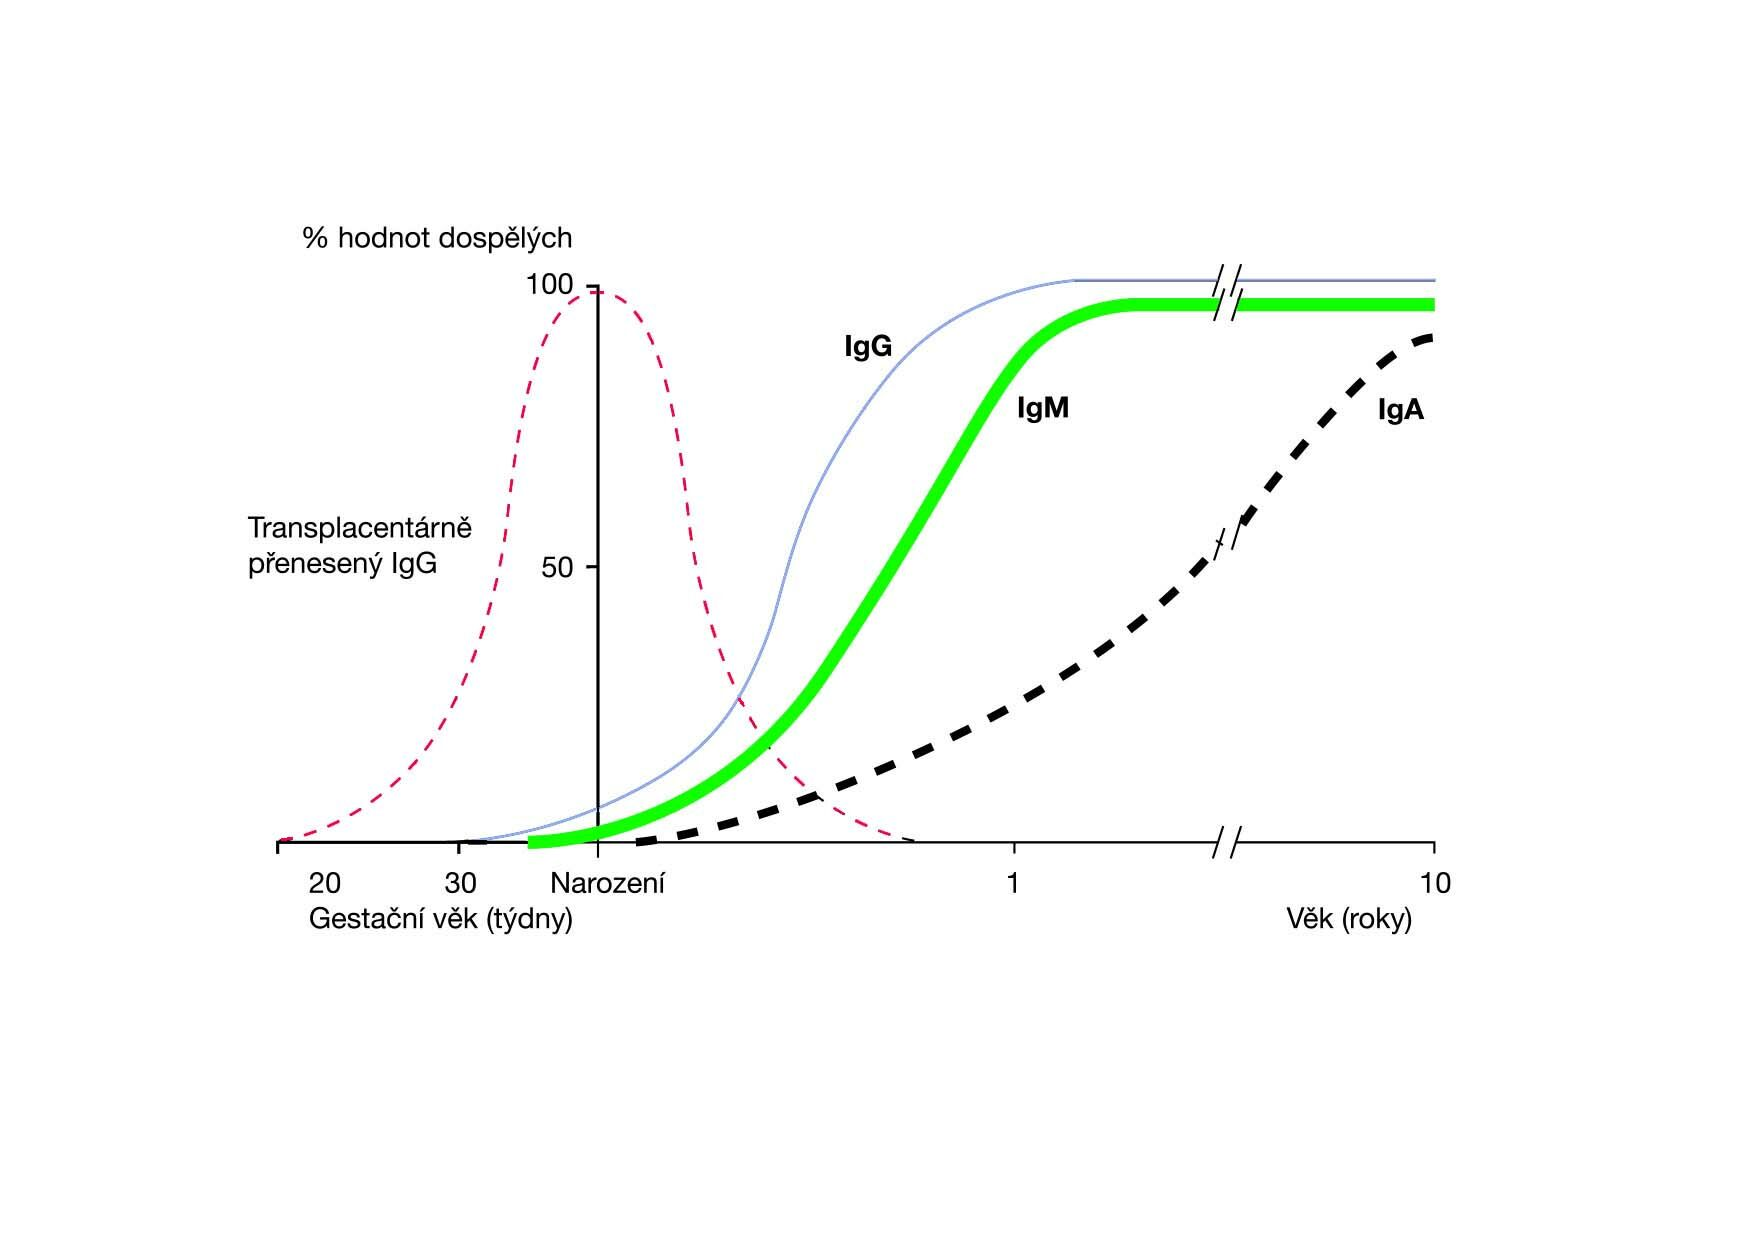 % hodnot dospělých
100
IgG
IgM
IgA
Transplacentárně
přenesený IgG
50
20 30 Narození 1 10
Gestační věk (týdny) Věk (roky)